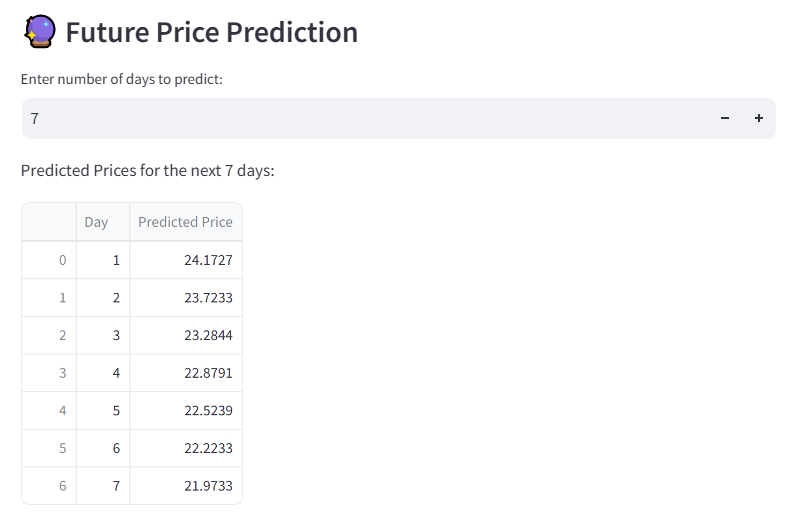 Future Price Prediction
Enter number of days to predict:
7 − +
Predicted Prices for the next 7 days:
Day Predicted Price
0 1 24.1727
1 2 23.7233
2 3 23.2844
3 4 22.8791
4 5 22.5239
5 6 22.2233
6 7 21.9733